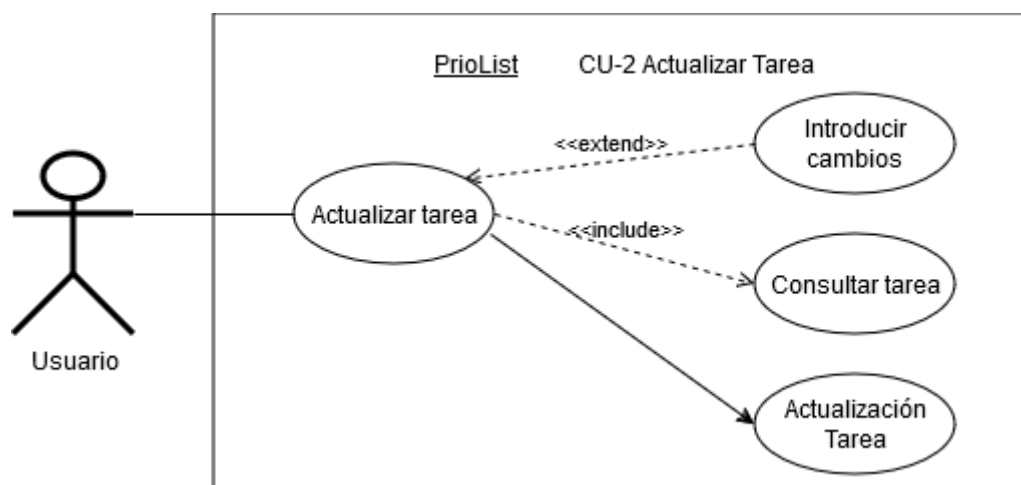 PrioList CU-2 Actualizar Tarea
Introducir
cambios
<<extend>>
Actualizar tarea
<<include>>
Consultar tarea
Usuario
Actualización
Tarea